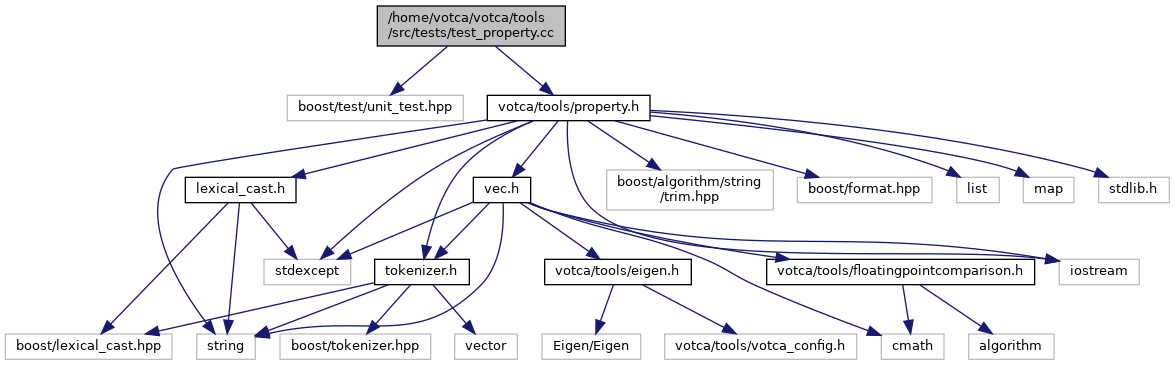 /home/votca/votca/tools
/src/tests/test_property.cc
boost/test/unit_test.hpp
votca/tools/property.h
lexical_cast.h
vec.h
boost/algorithm/string
/trim.hpp
boost/format.hpp
list
map
stdlib.h
stdexcept
tokenizer.h
votca/tools/eigen.h
votca/tools/floatingpointcomparison.h
iostream
boost/lexical_cast.hpp
string
boost/tokenizer.hpp
vector
Eigen/Eigen
votca/tools/votca_config.h
cmath
algorithm